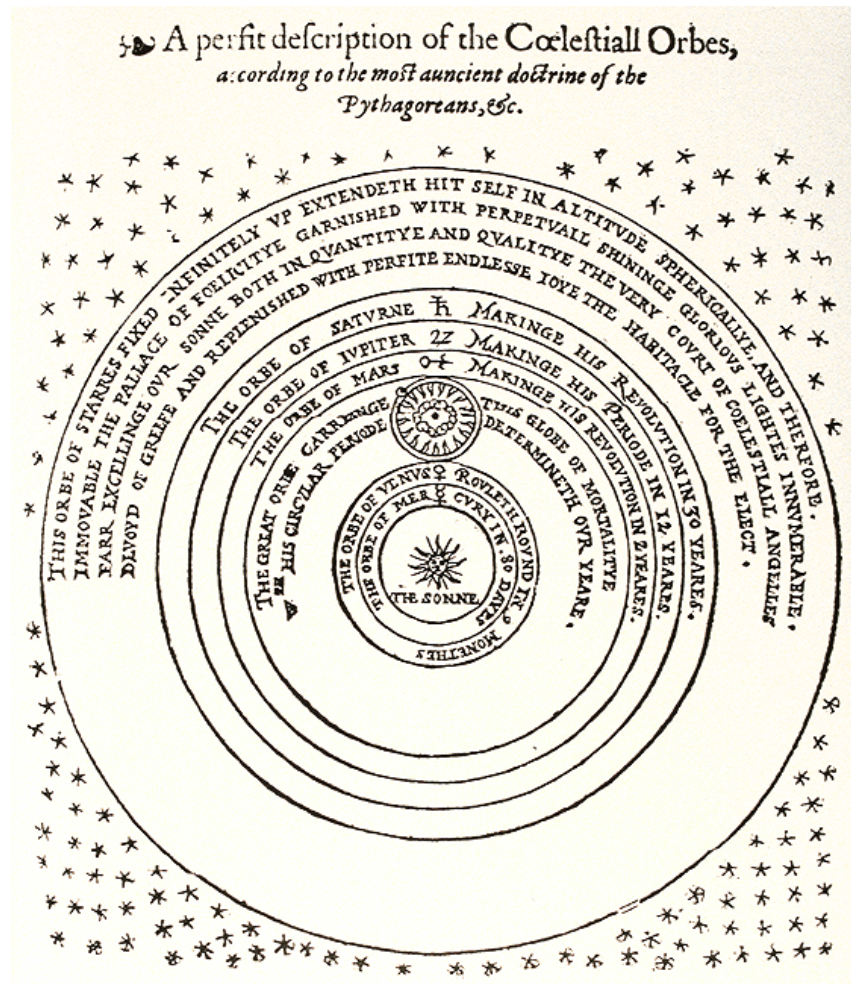 A perfit deſcription of the Cœleſtiall Orbes,
according to the moſt auncient doctrine of the
Pythagoreans, &c.
THIS ORBE OF STARRES FIXED INFINITELY VP EXTENDETH HIT SELF IN ALTITVDE SPHERICALLYE, AND THERFORE.
IMMOVABLE THE PALLACE OF FOELICITYE GARNISHED WITH PERPETVALL SHININGE GLORIOVS LIGHTES INNVMERABLE.
FARR EXCELLINGE OVR SONNE BOTH IN QVANTITYE AND QVALITYE THE VERY COVRT OF COELESTIALL ANGELLES
DEVOYD OF GREEFE AND REPLENISHED WITH PERFITE ENDLESSE IOYE THE HABITACLE FOR THE ELECT.
THE ORBE OF SATVRNE ♄ MAKINGE HIS REVOLVTION IN 30 YEARES.
THE ORBE OF IVPITER ♃ MAKINGE HIS PERIODE IN 12 YEARES.
THE ORBE OF MARS ♂ MAKINGE HIS REVOLVTION IN 2 YEARES.
THE GREAT ORBE CARREINGE THIS GLOBE OF MORTALITYE
HIS CIRCVLAR PERIODE DETERMINETH OVR YEARE.
THE ORBE OF VENVS ♀ ROVLETH ROVND IN 9 MONETHES
THE ORBE OF MER ☿ CVRY IN 80 DAYES
THE SONNE